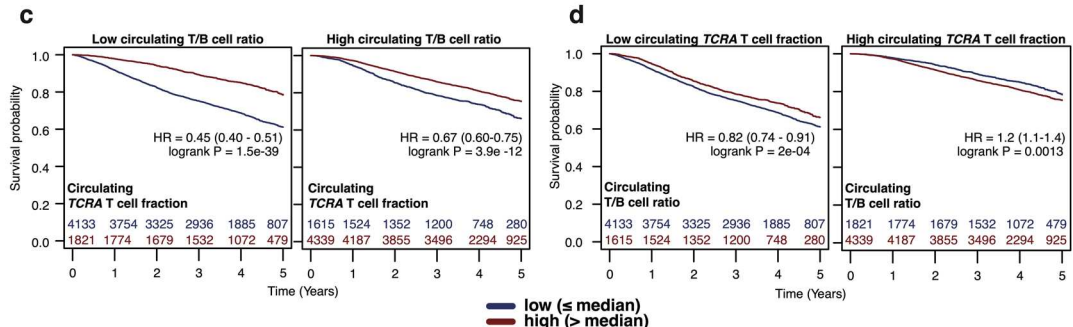 c
Low circulating T/B cell ratio
Survival probability
1.0
0.8
0.6
0.4
0.2
0.0
HR = 0.45 (0.40 - 0.51)
logrank P = 1.5e-39
Circulating
TCRA T cell fraction
4133 3754 3325 2936 1885 807
1821 1774 1679 1532 1072 479
0 1 2 3 4 5
High circulating T/B cell ratio
HR = 0.67 (0.60-0.75)
logrank P = 3.9e -12
Circulating
TCRA T cell fraction
1615 1524 1352 1200 748 280
4339 4187 3855 3496 2294 925
0 1 2 3 4 5
Time (Years)
d
Low circulating TCRA T cell fraction
Survival probability
1.0
0.8
0.6
0.4
0.2
0.0
HR = 0.82 (0.74 - 0.91)
logrank P = 2e-04
Circulating
T/B cell ratio
4133 3754 3325 2936 1885 807
1615 1524 1352 1200 748 280
0 1 2 3 4 5
Time (Years)
High circulating TCRA T cell fraction
HR = 1.2 (1.1-1.4)
logrank P = 0.0013
Circulating
T/B cell ratio
1821 1774 1679 1532 1072 479
4339 4187 3855 3496 2294 925
0 1 2 3 4 5
Time (Years)
low (≤ median)
high (> median)